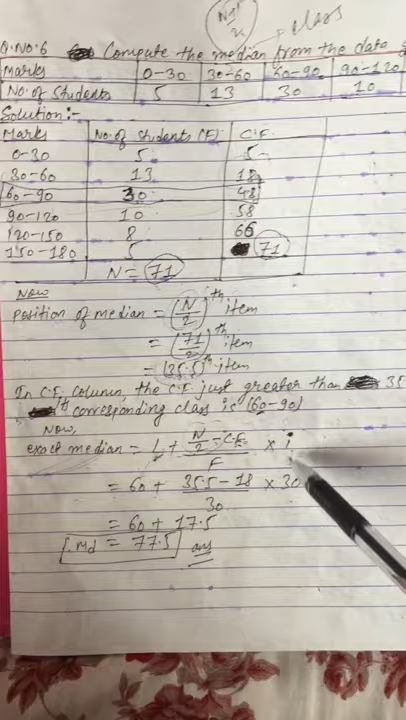 N+1
2
class
Q.No.6 Compute the median from the data g
Marks 0-30 30-60 60-90 90-120
No. of Students 5 13 30 10
Solution:-
Marks No. of Students (F) C.F.
0-30 5 5
30-60 13 18
60-90 30 48
90-120 10 58
120-150 8 66
150-180 5 71
N = 71
Now
position of median = (N/2)th item
= (71/2)th item
= (35.5)th item
In C.F. Column, the C.F. just greater than 35
corresponding class is (60-90)
Now,
exact median = L + N/2 - C.F. / F × i
= 60 + 35.5 - 18 / 30 × 30
= 60 + 17.5
Md = 77.5 ans